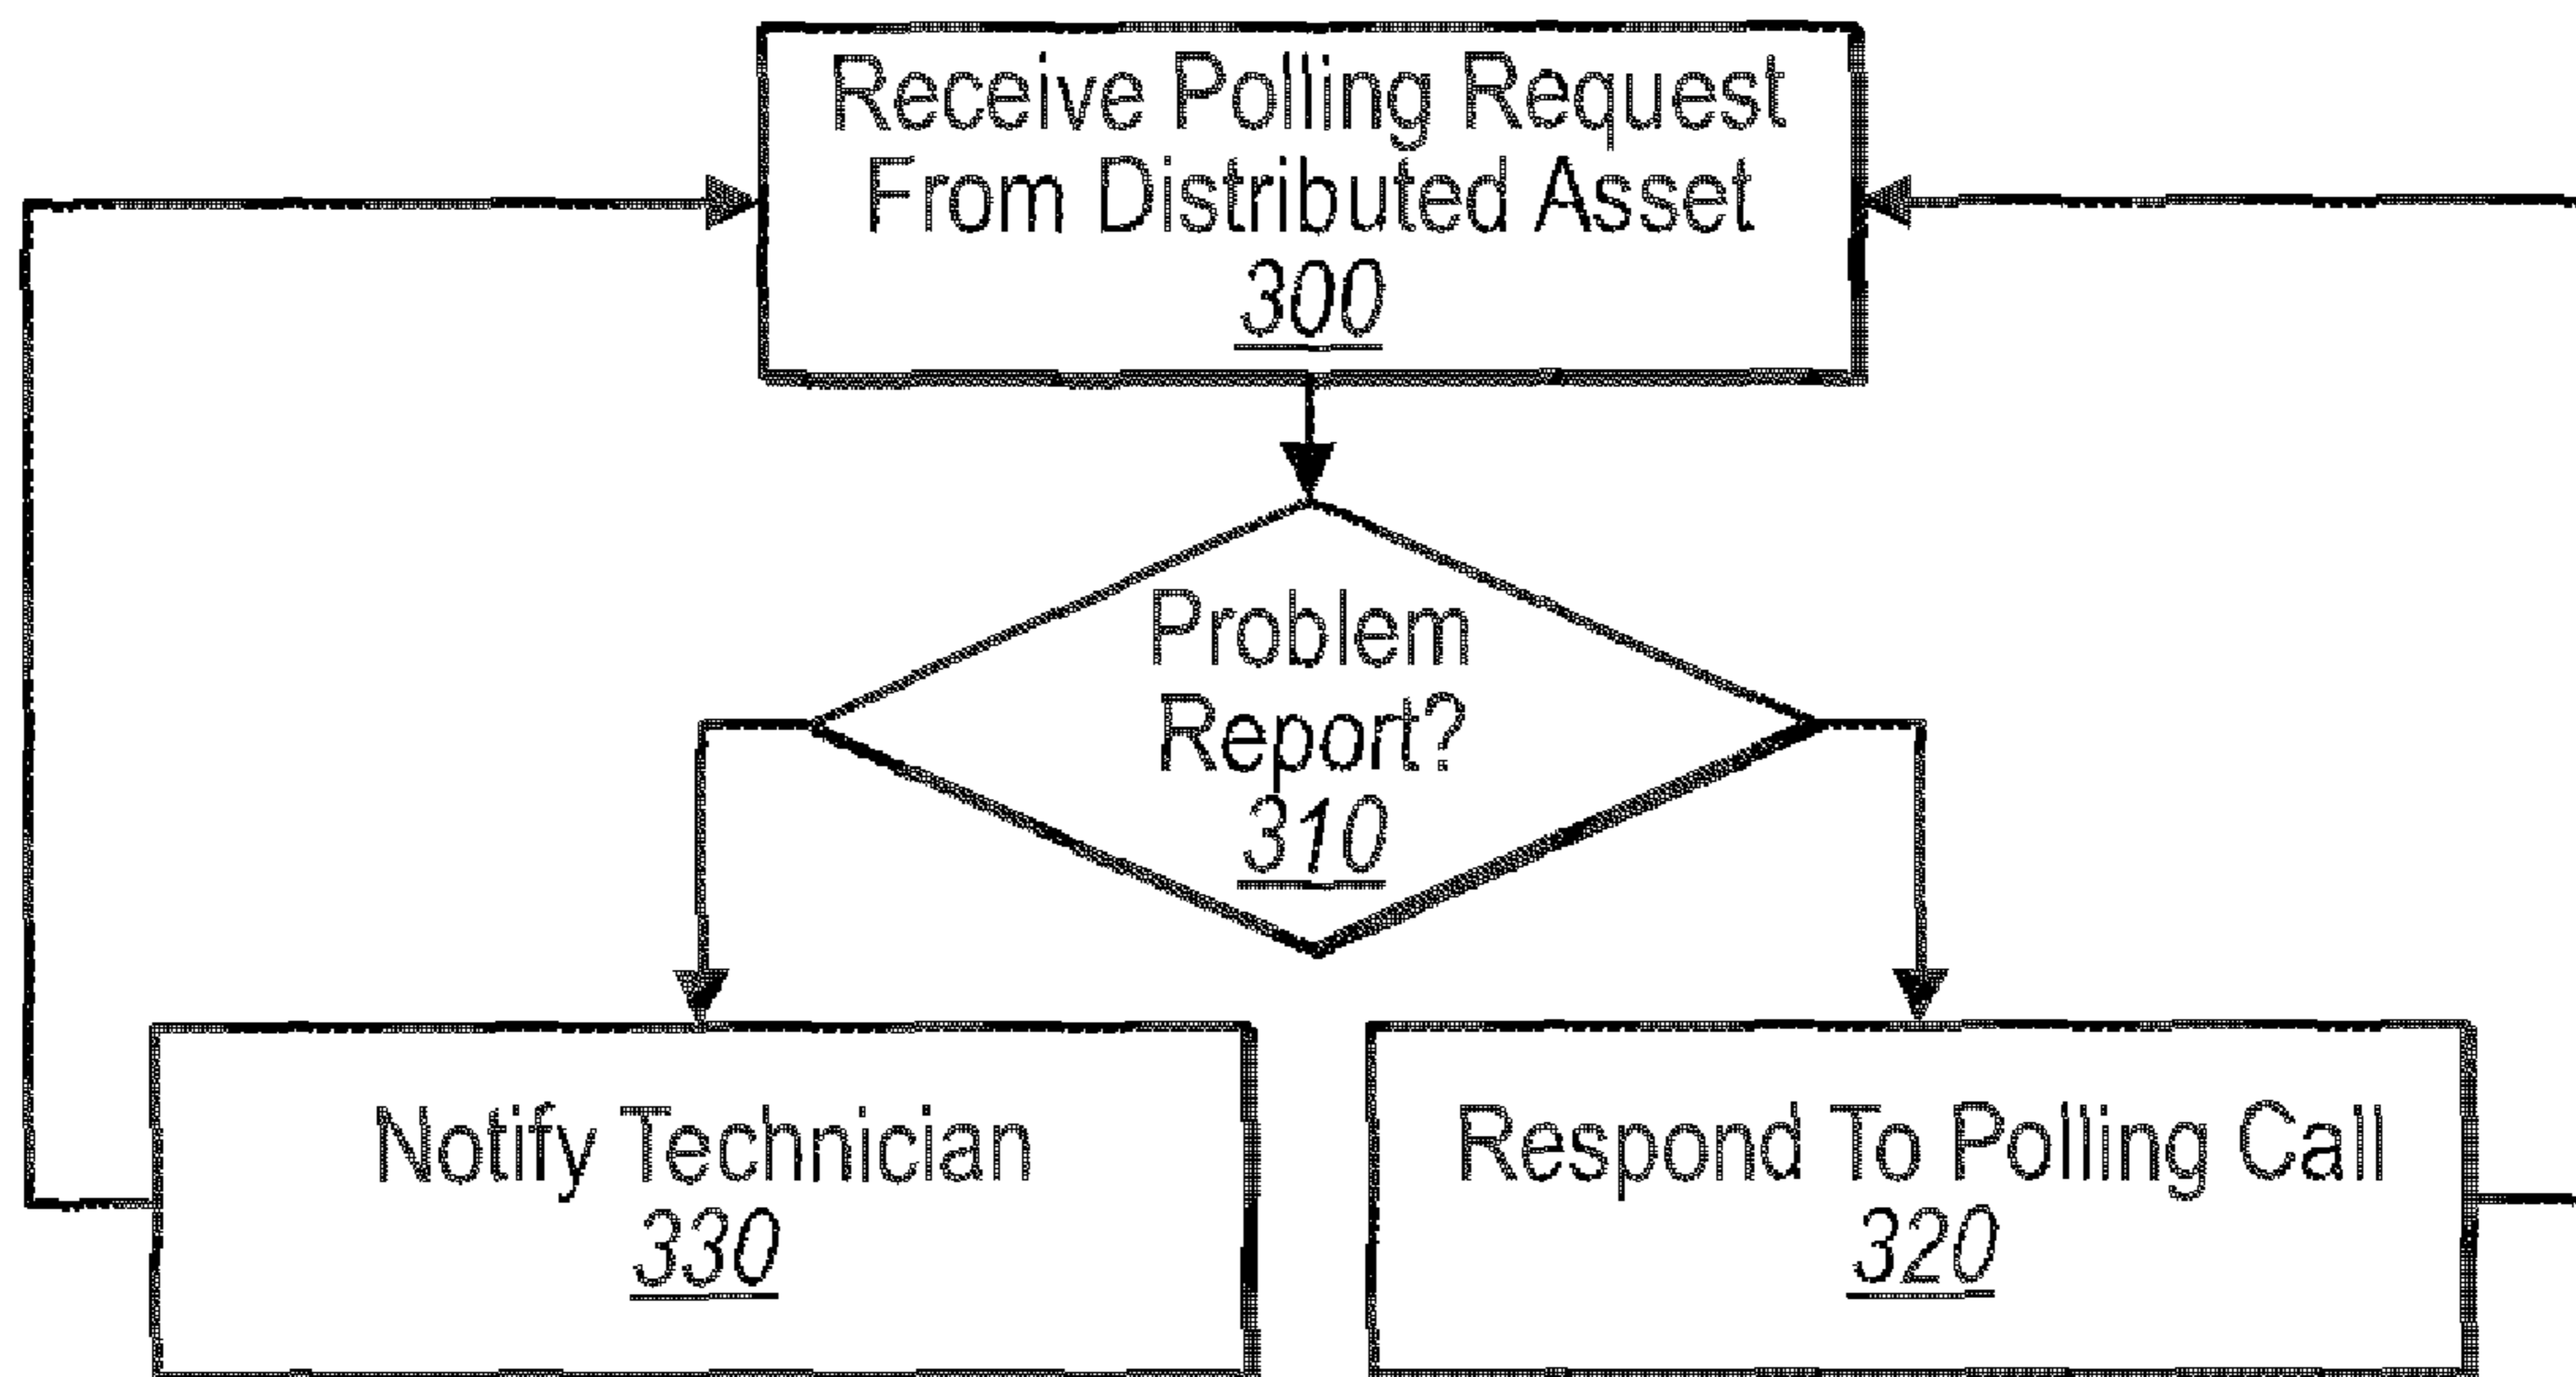 Receive Polling Request
From Distributed Asset
300
Problem
Report?
310
Notify Technician
330
Respond To Polling Call
320